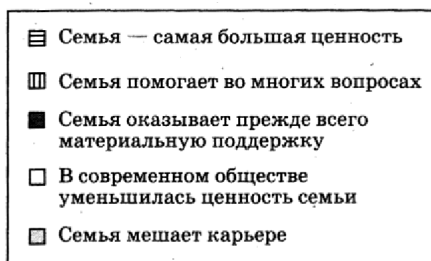 Семья — самая большая ценность
Семья помогает во многих вопросах
Семья оказывает прежде всего
материальную поддержку
В современном обществе
уменьшилась ценность семьи
Семья мешает карьере